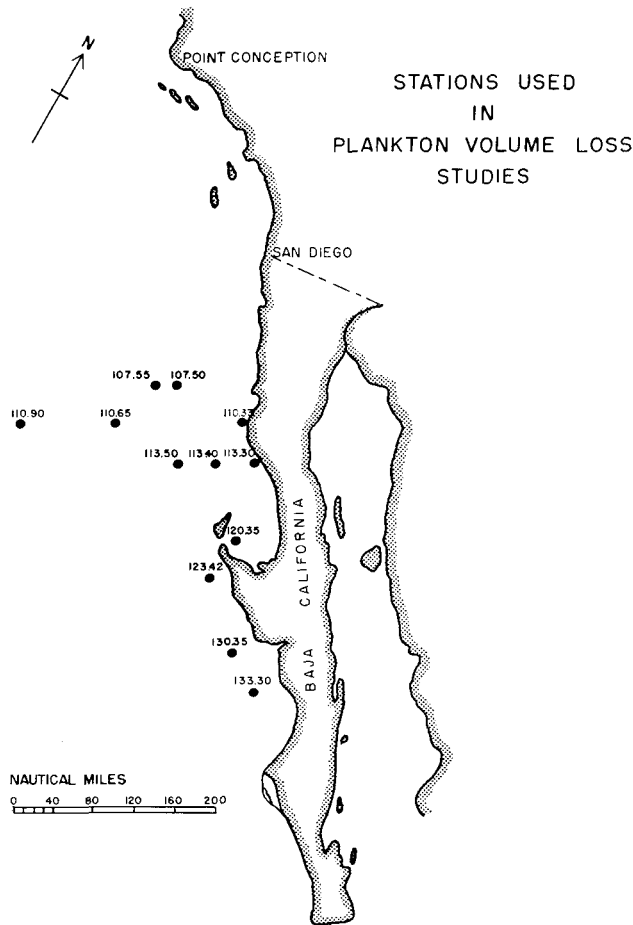 N
POINT CONCEPTION
STATIONS USED
IN
PLANKTON VOLUME LOSS
STUDIES
SAN DIEGO
107.55 107.50
110.90 110.65 110.33
113.50 113.40 113.30
120.35
123.42
130.35
133.30
BAJA CALIFORNIA
NAUTICAL MILES
0 40 80 120 160 200